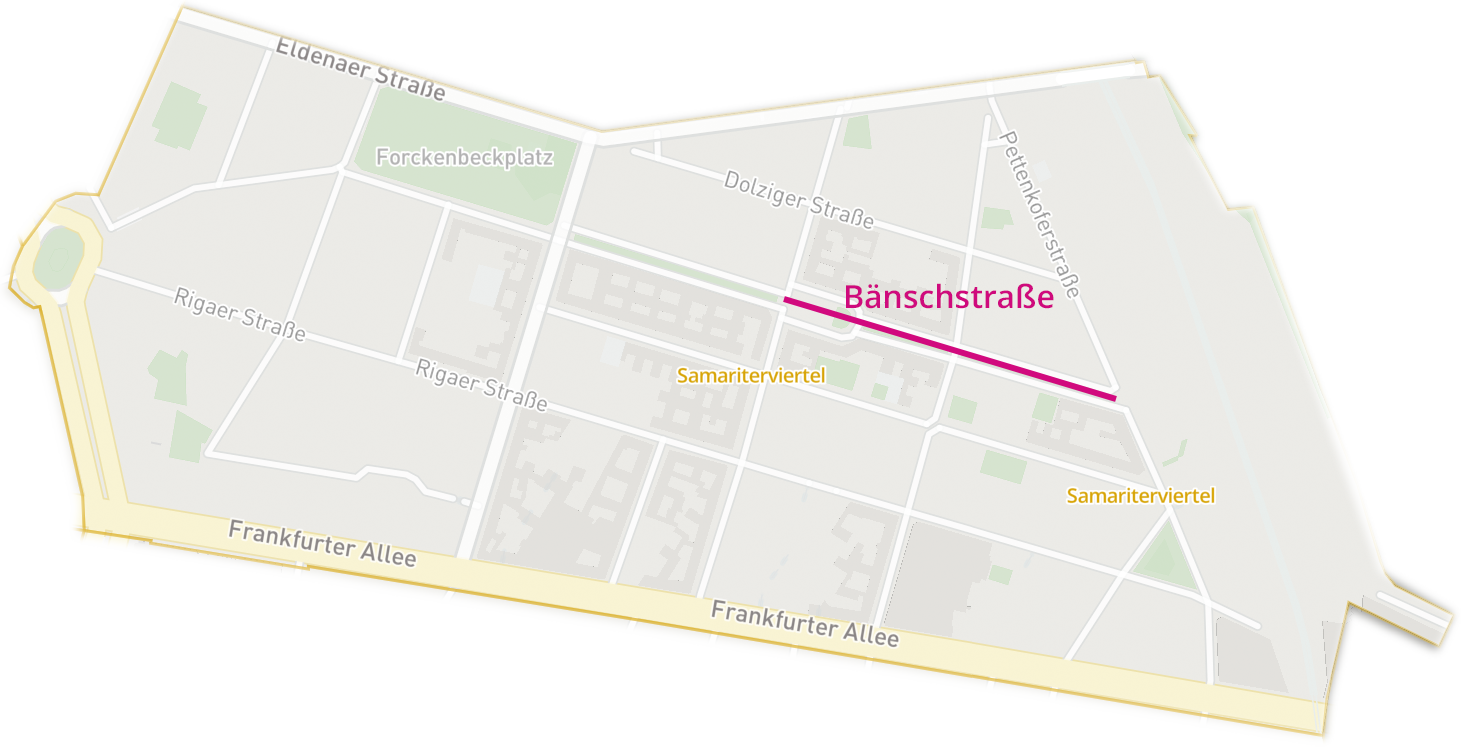 Eldenaer Straße
Forckenbeckplatz
Dolziger Straße
Pettenkoferstraße
Rigaer Straße
Bänschstraße
Rigaer Straße
Samariterviertel
Samariterviertel
Frankfurter Allee
Frankfurter Allee